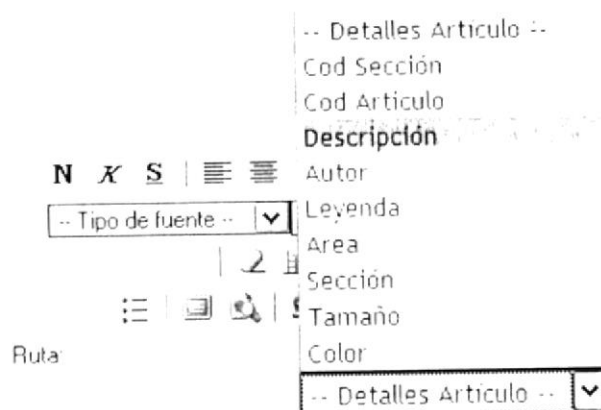 -- Detalles Articulo --
Cod Sección
Cod Articulo
Descripción
N K S
Autor
-- Tipo de fuente --
Leyenda
Area
Sección
Tamaño
Ruta:
Color
-- Detalles Articulo --